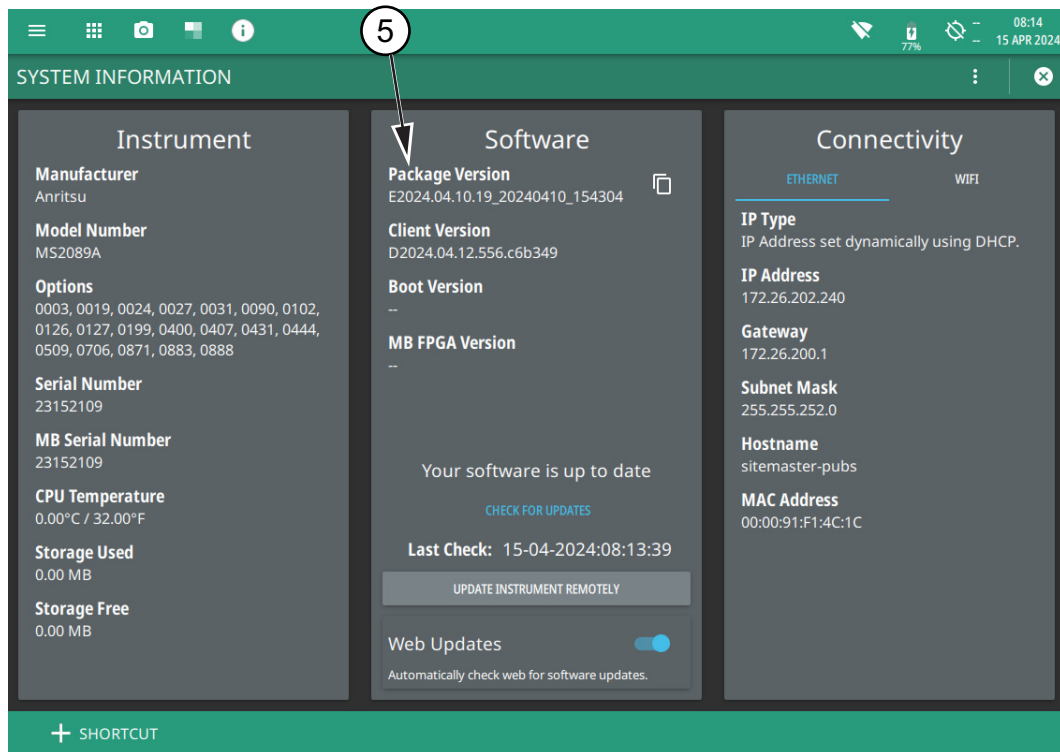 5
08:14
77%
--
--
15 APR 2024
SYSTEM INFORMATION
Instrument
Manufacturer
Anritsu
Model Number
MS2089A
Options
0003, 0019, 0024, 0027, 0031, 0090, 0102,
0126, 0127, 0199, 0400, 0407, 0431, 0444,
0509, 0706, 0871, 0883, 0888
Serial Number
23152109
MB Serial Number
23152109
CPU Temperature
0.00°C / 32.00°F
Storage Used
0.00 MB
Storage Free
0.00 MB
Software
Package Version
E2024.04.10.19_20240410_154304
Client Version
D2024.04.12.556.c6b349
Boot Version
--
MB FPGA Version
--
Your software is up to date
CHECK FOR UPDATES
Last Check: 15-04-2024:08:13:39
UPDATE INSTRUMENT REMOTELY
Web Updates
Automatically check web for software updates.
Connectivity
ETHERNET WIFI
IP Type
IP Address set dynamically using DHCP.
IP Address
172.26.202.240
Gateway
172.26.200.1
Subnet Mask
255.255.252.0
Hostname
sitemaster-pubs
MAC Address
00:00:91:F1:4C:1C
SHORTCUT